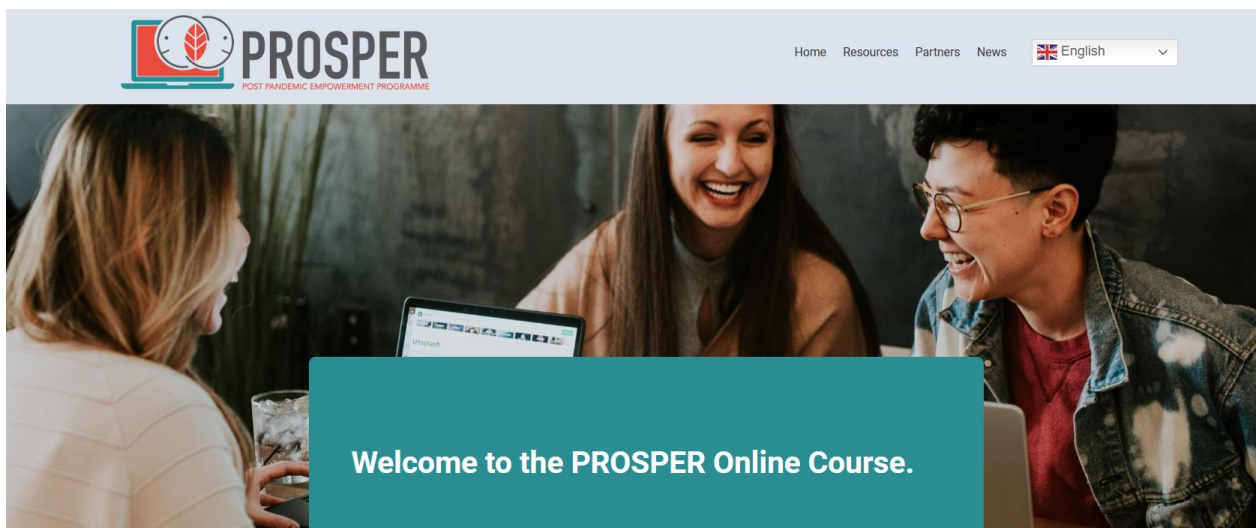 PROSPER
POST PANDEMIC EMPOWERMENT PROGRAMME
Home Resources Partners News English
Unsplash
Welcome to the PROSPER Online Course.